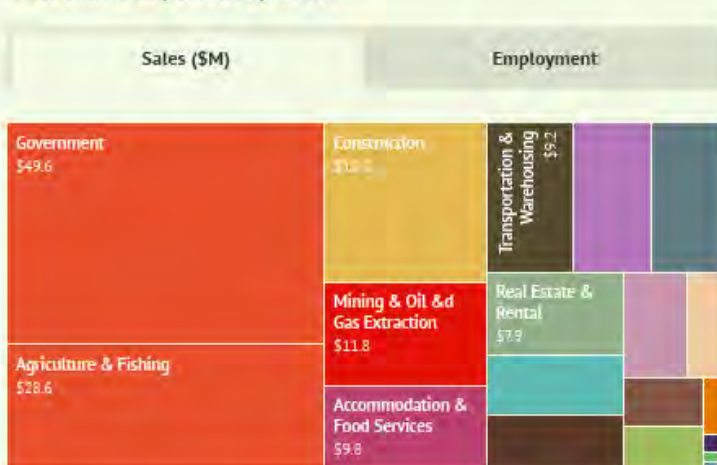 Sales ($M)
Employment
Government
$49.6
Agriculture & Fishing
$28.6
Construction
Mining & Oil &d
Gas Extraction
$11.8
Accommodation &
Food Services
$9.8
Transportation &
Warehousing
$9.2
Real Estate &
Rental
$7.9